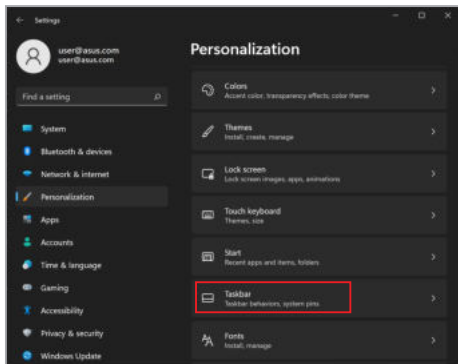 Settings
user@asus.com
user@asus.com
Find a setting
System
Bluetooth & devices
Network & internet
Personalization
Apps
Accounts
Time & language
Gaming
Accessibility
Privacy & security
Windows Update
Personalization
Colors
Accent color, transparency effects, color theme
Themes
Install, create, manage
Lock screen
Lock screen images, apps, animations
Touch keyboard
Themes, size
Start
Recent apps and items, folders
Taskbar
Taskbar behaviors, system pins
Fonts
Install, manage